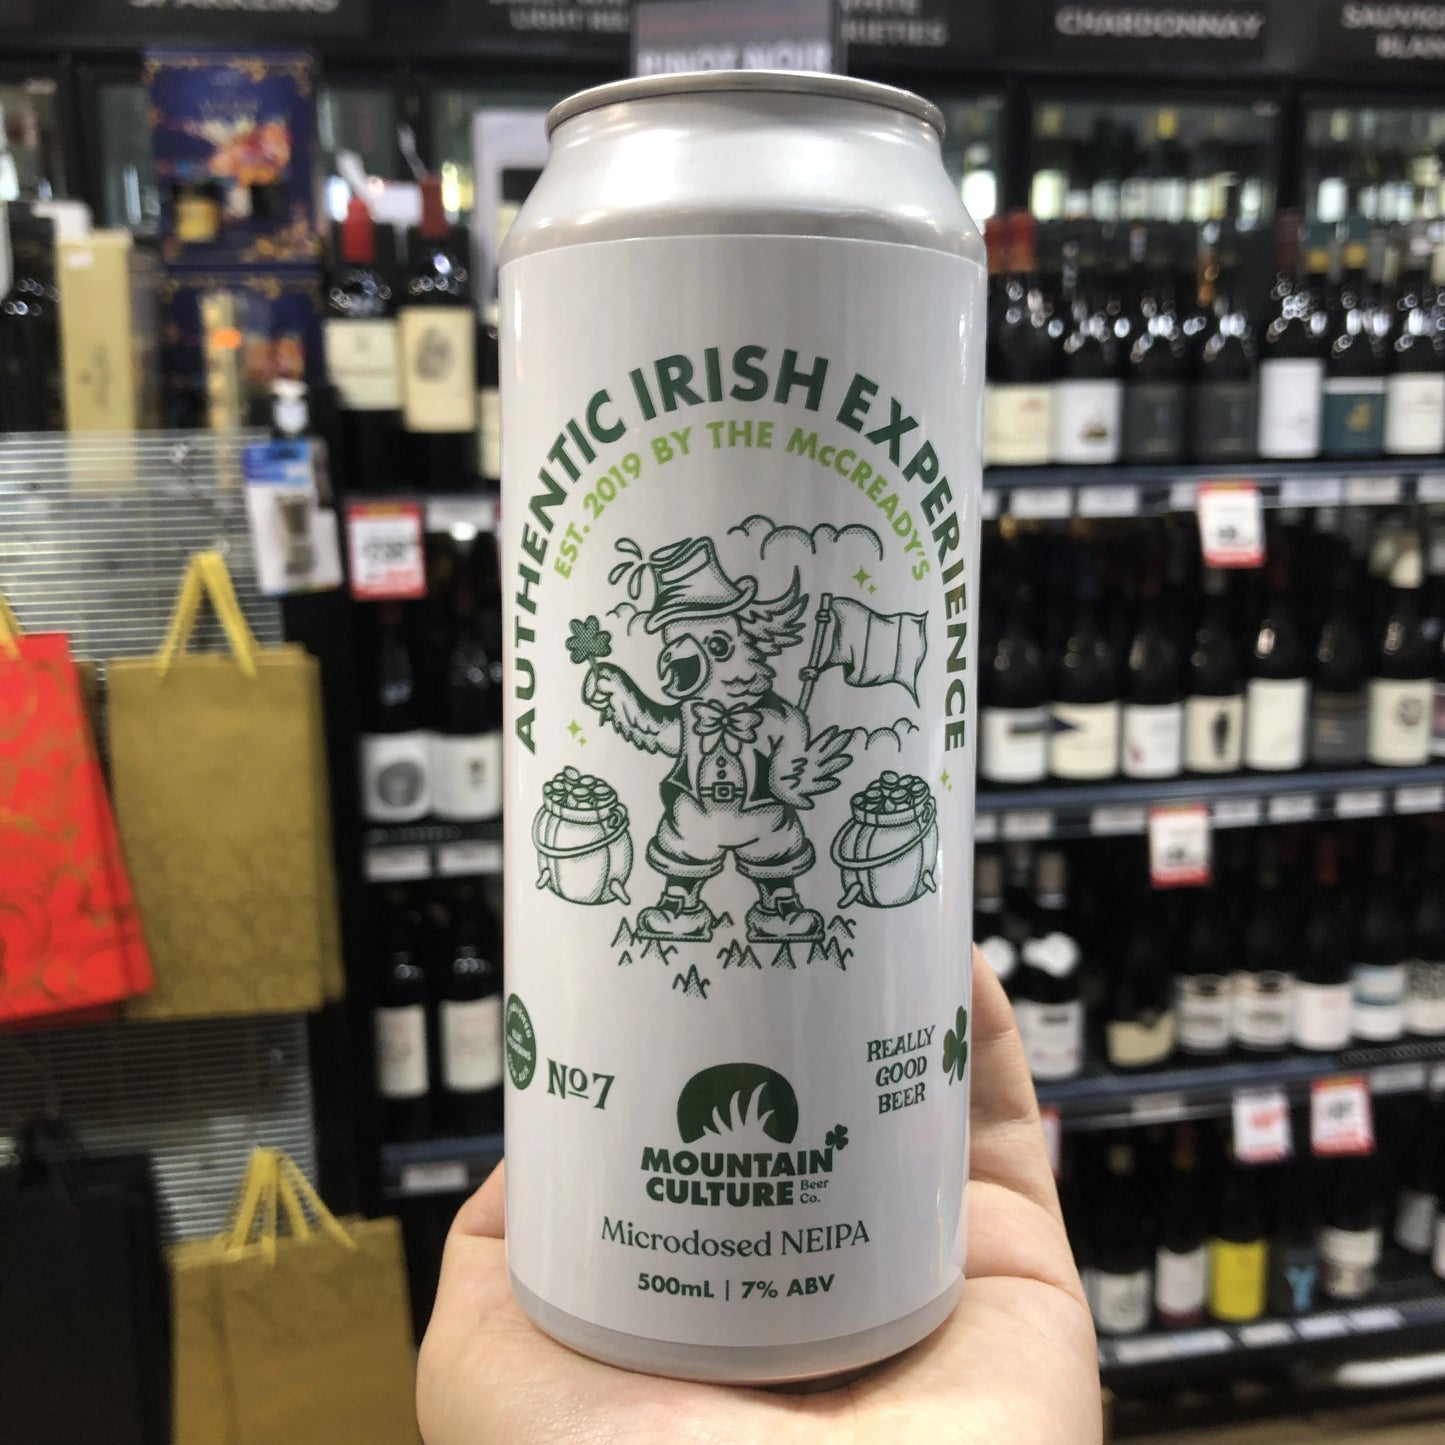 SPARKLING
LIGHT
PINOT NOIR
CHARDONNAY
AUTHENTIC IRISH EXPERIENCE
EST. 2019 BY THE McCREADY'S
No7
REALLY
GOOD
BEER
MOUNTAIN
CULTURE Beer Co.
Microdosed NEIPA
500mL | 7% ABV